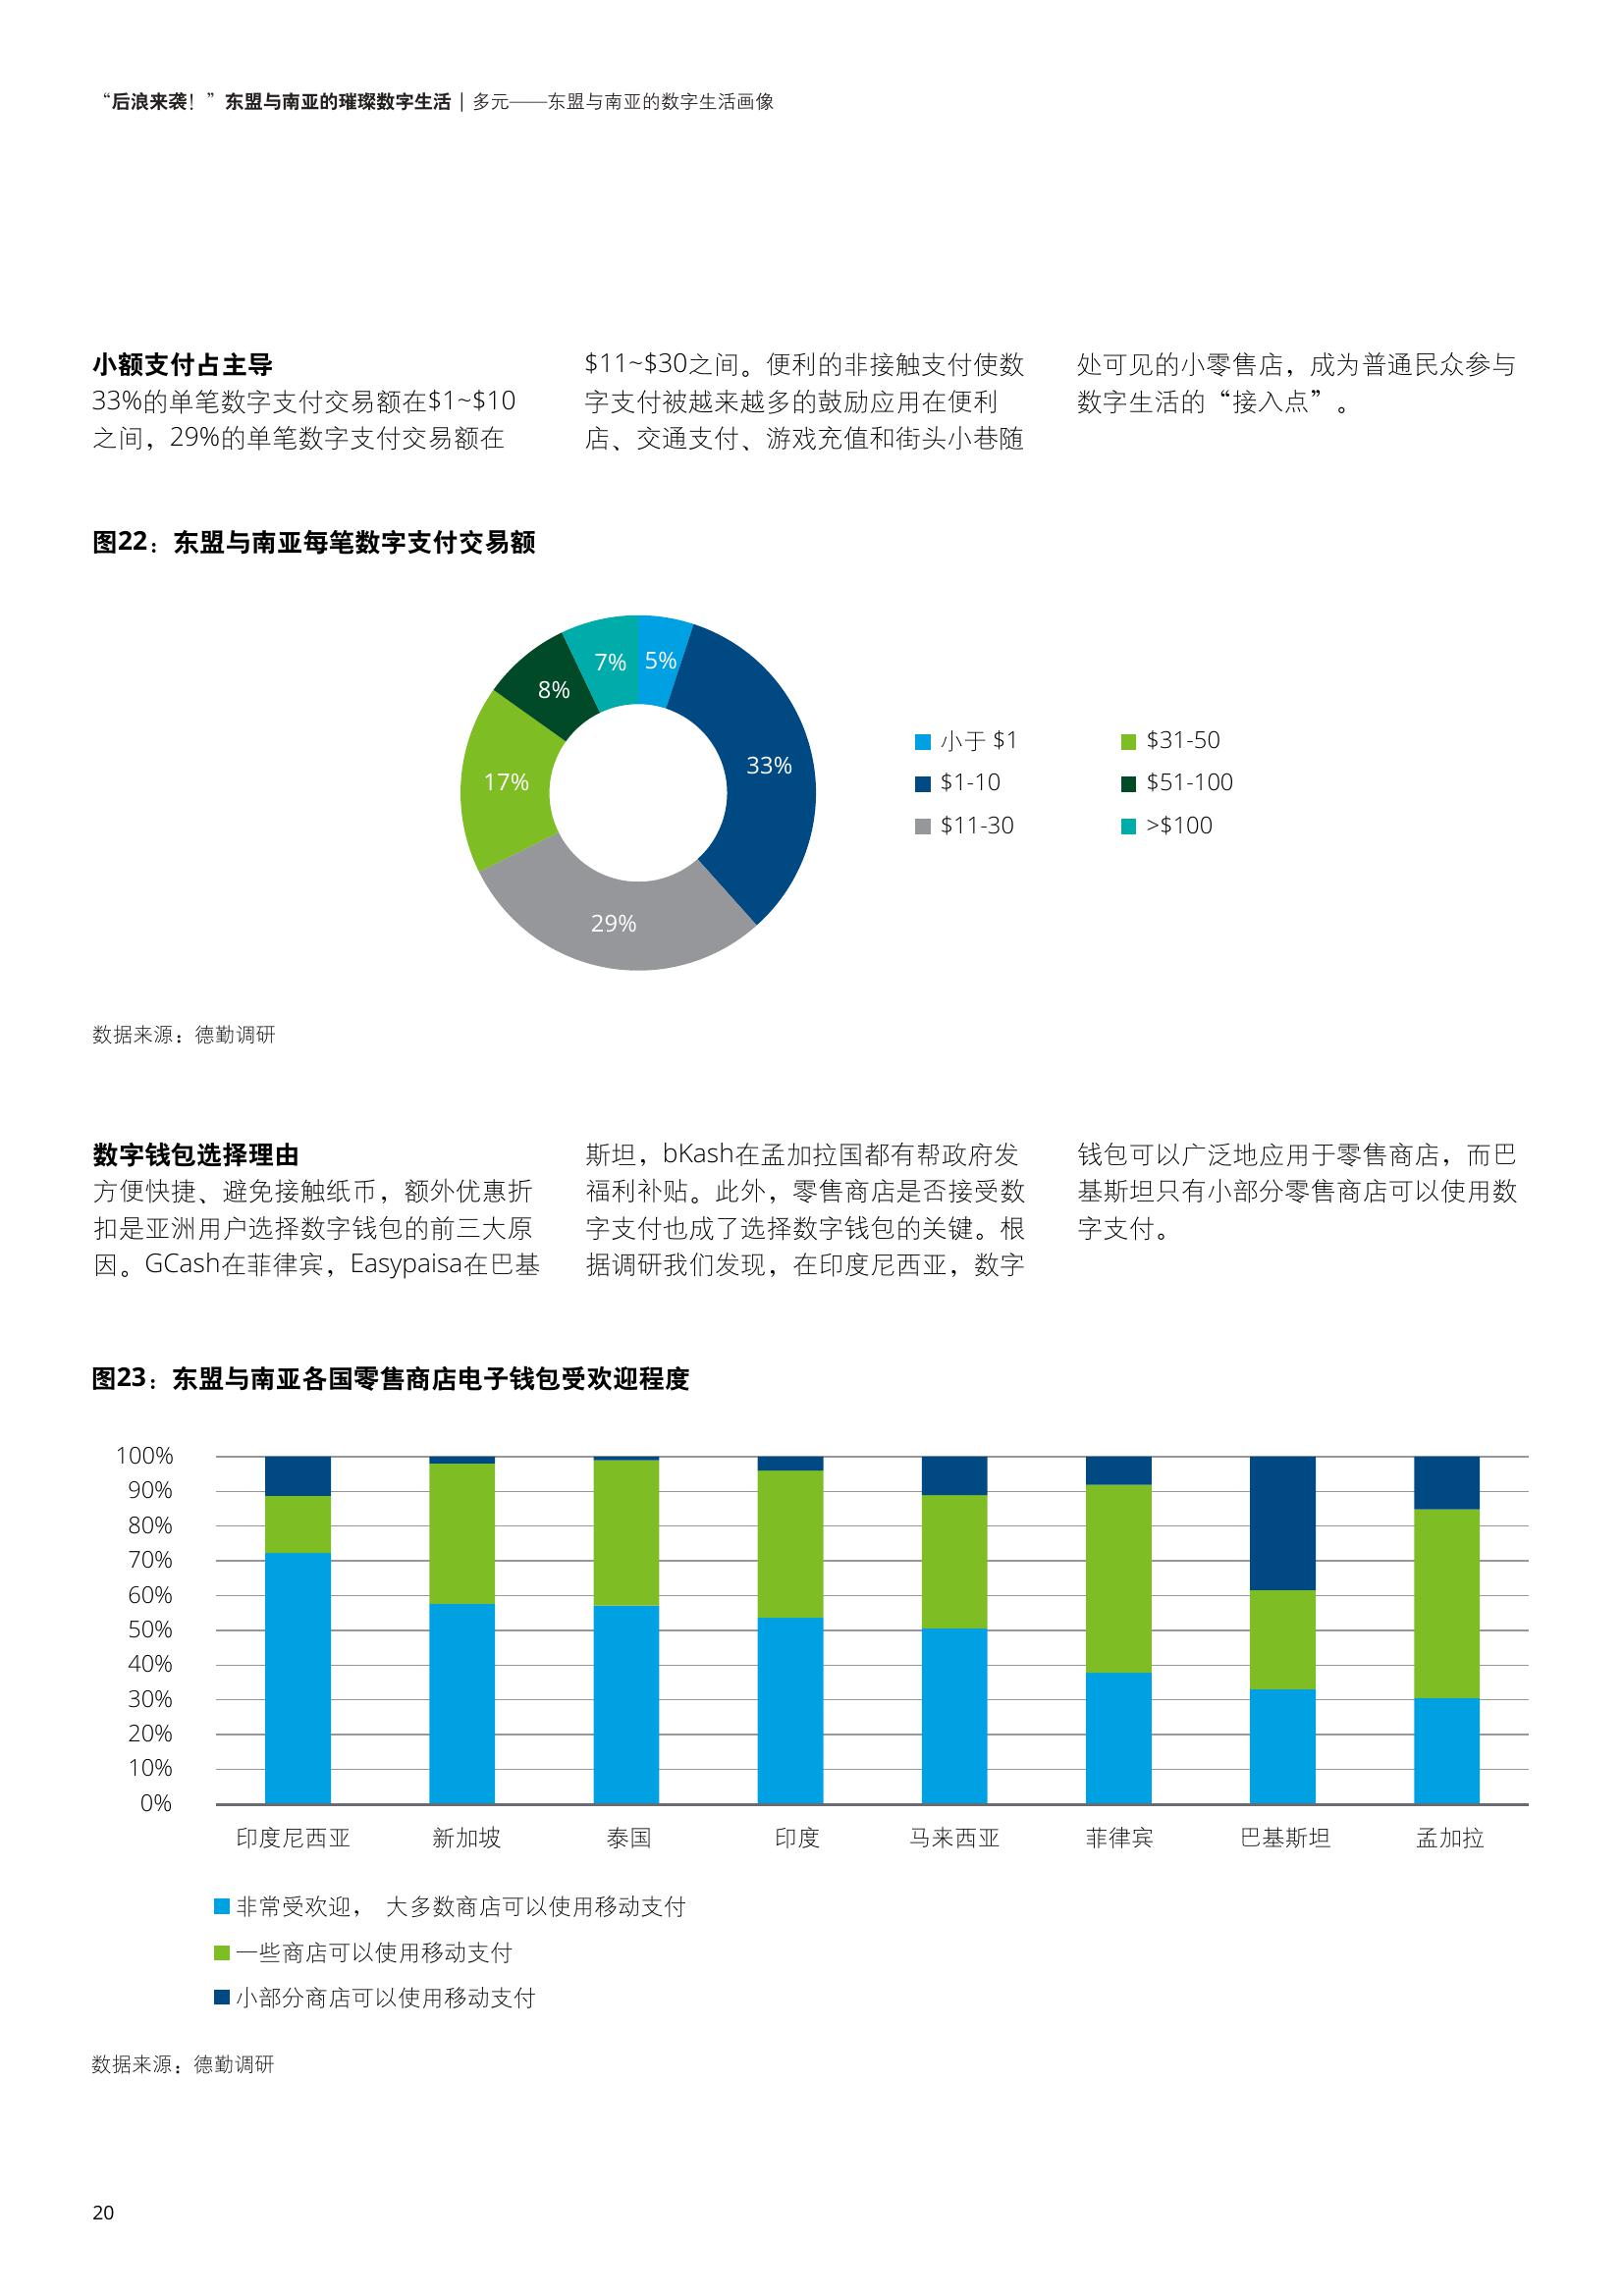 “后浪来袭！”东盟与南亚的璀璨数字生活 | 多元——东盟与南亚的数字生活画像
小额支付占主导
33%的单笔数字支付交易额在$1~$10
之间，29%的单笔数字支付交易额在
$11~$30之间。便利的非接触支付使数
字支付被越来越多的鼓励应用在便利
店、交通支付、游戏充值和街头小巷随
处可见的小零售店，成为普通民众参与
数字生活的“接入点”。
图22：东盟与南亚每笔数字支付交易额
7%
5%
8%
33%
17%
29%
小于 $1
$1-10
$11-30
$31-50
$51-100
>$100
数据来源：德勤调研
数字钱包选择理由
方便快捷、避免接触纸币，额外优惠折
扣是亚洲用户选择数字钱包的前三大原
因。GCash在菲律宾，Easypaisa在巴基
斯坦，bKash在孟加拉国都有帮政府发
福利补贴。此外，零售商店是否接受数
字支付也成了选择数字钱包的关键。根
据调研我们发现，在印度尼西亚，数字
钱包可以广泛地应用于零售商店，而巴
基斯坦只有小部分零售商店可以使用数
字支付。
图23：东盟与南亚各国零售商店电子钱包受欢迎程度
100%
90%
80%
70%
60%
50%
40%
30%
20%
10%
0%
印度尼西亚 新加坡 泰国 印度 马来西亚 菲律宾 巴基斯坦 孟加拉
非常受欢迎， 大多数商店可以使用移动支付
一些商店可以使用移动支付
小部分商店可以使用移动支付
数据来源：德勤调研
20